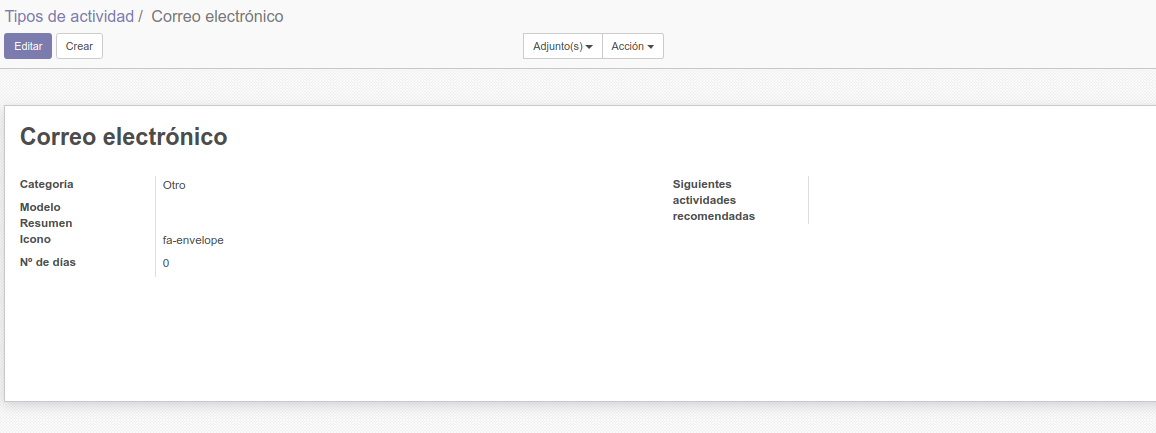 Tipos de actividad / Correo electrónico
Editar Crear Adjunto(s) Acción
Correo electrónico
Categoría Otro
Modelo
Resumen
Icono fa-envelope
Nº de días 0
Siguientes
actividades
recomendadas